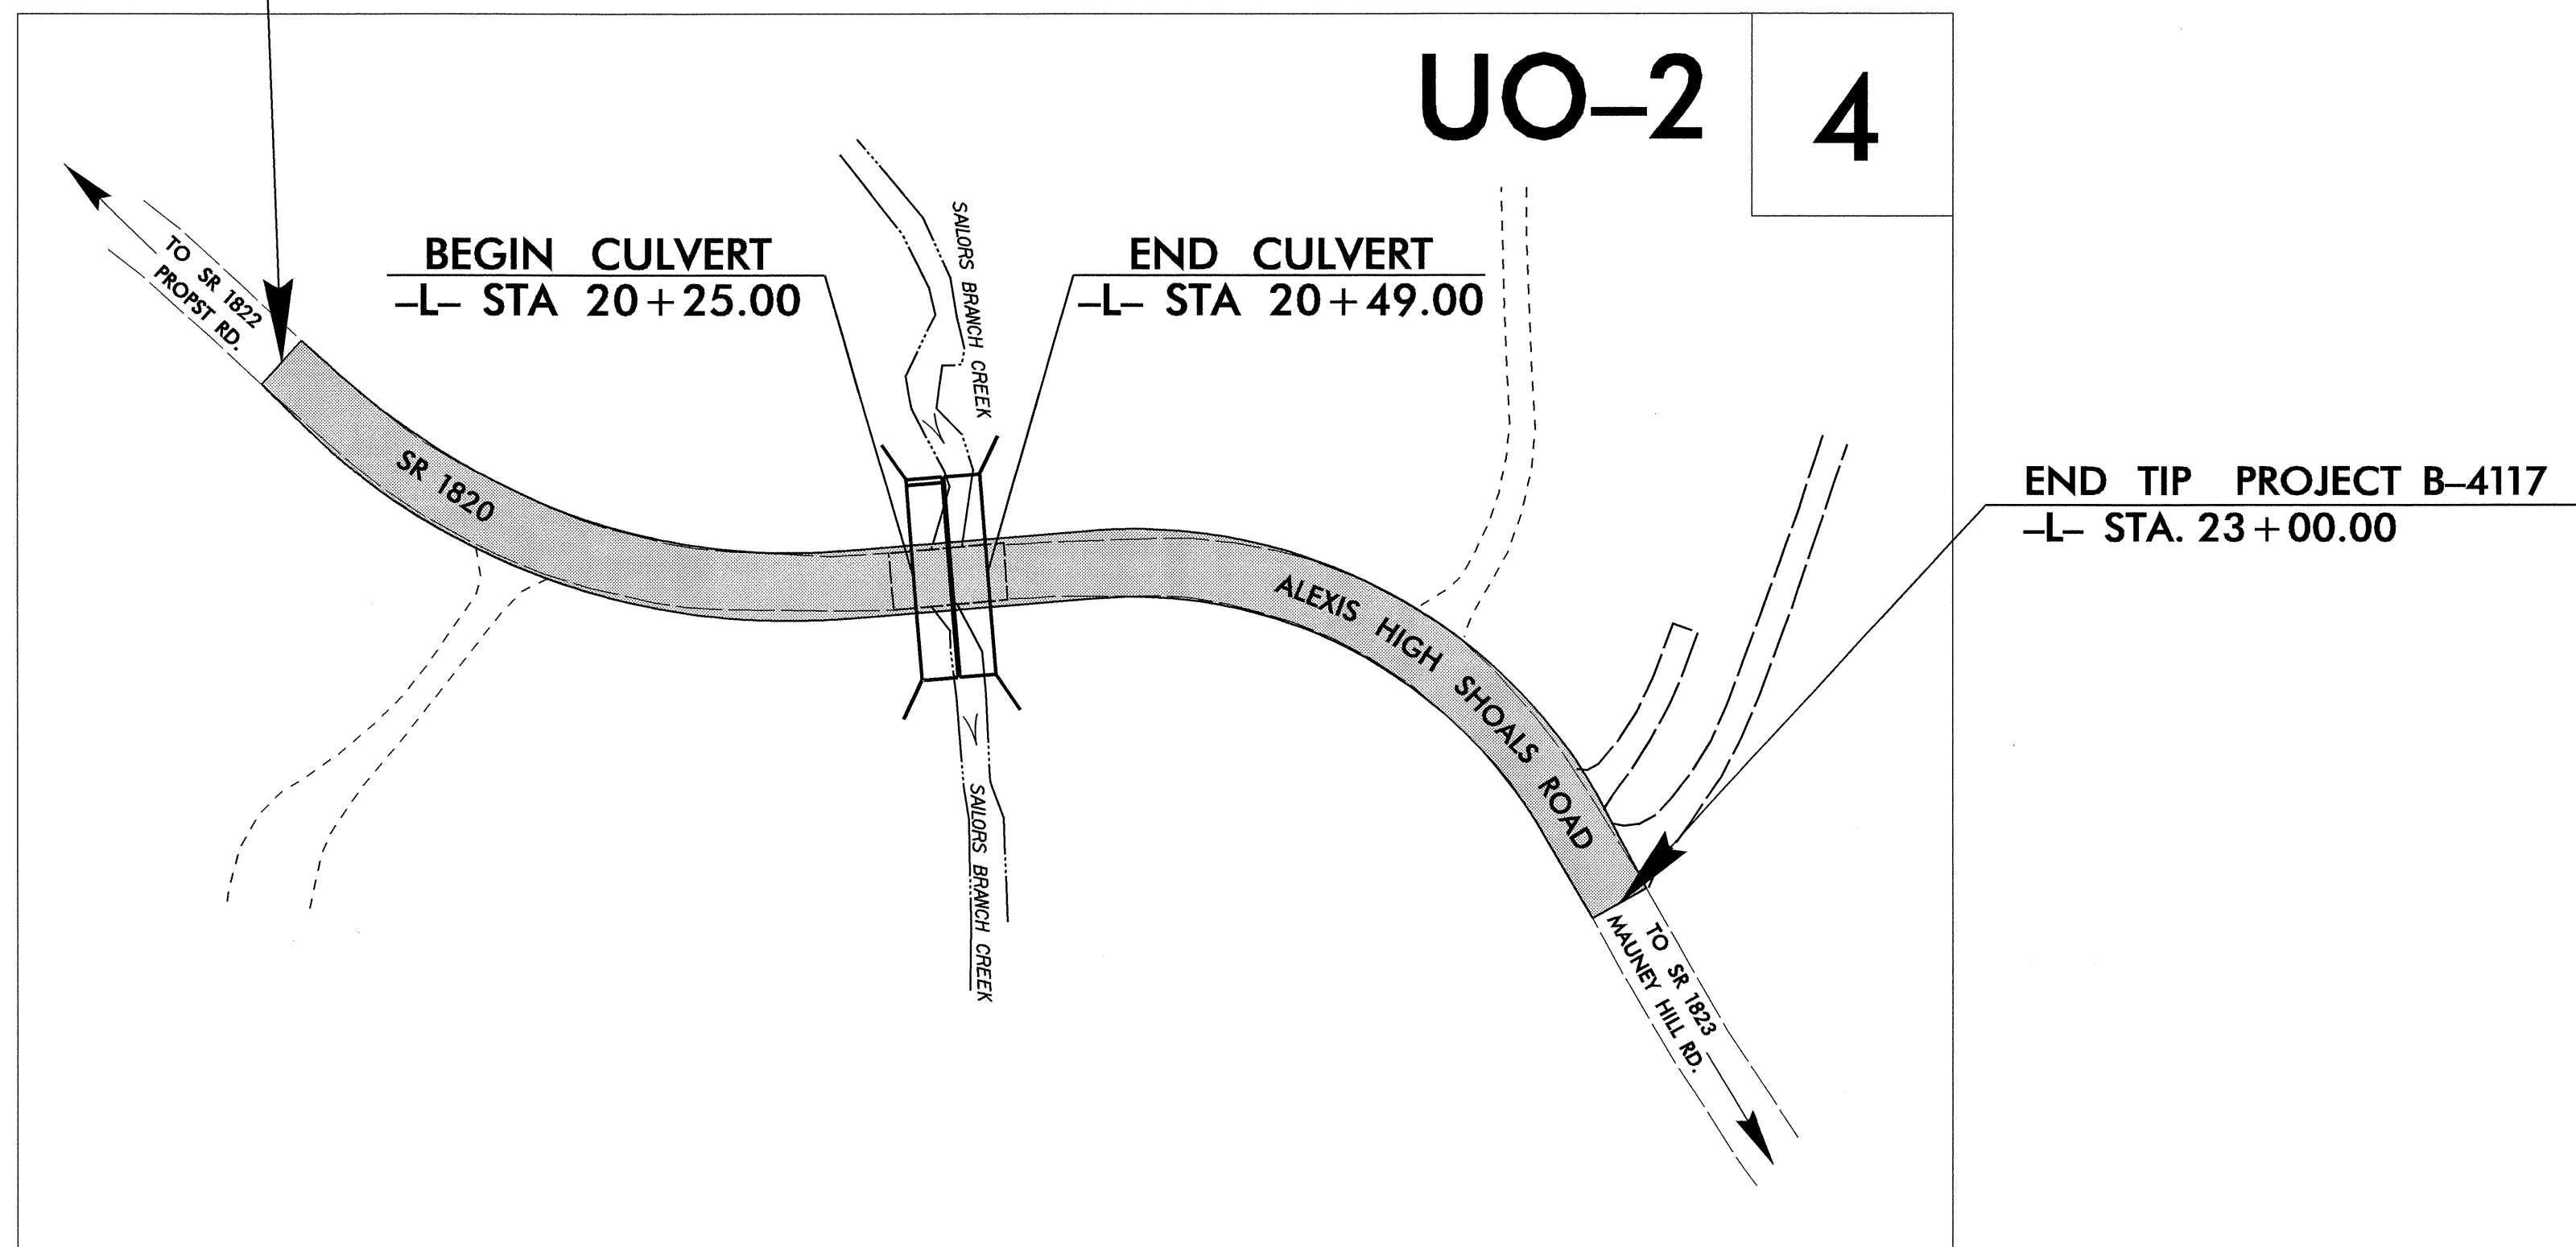 UO–2
4
TO SR 1822
PROPST RD.
BEGIN CULVERT
–L– STA 20+25.00
SAILORS BRANCH CREEK
END CULVERT
–L– STA 20+49.00
SR 1820
ALEXIS HIGH SHOALS ROAD
END TIP PROJECT B–4117
–L– STA. 23+00.00
SAILORS BRANCH CREEK
TO SR 1823
MAUNEY HILL RD.